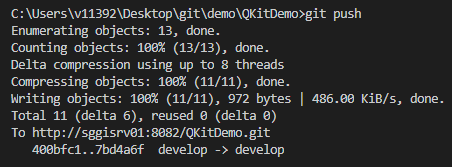 C:\Users\v11392\Desktop\git\demo\QKitDemo>git push
Enumerating objects: 13, done.
Counting objects: 100% (13/13), done.
Delta compression using up to 8 threads
Compressing objects: 100% (11/11), done.
Writing objects: 100% (11/11), 972 bytes | 486.00 KiB/s, done.
Total 11 (delta 6), reused 0 (delta 0)
To http://sggisrv01:8082/QKitDemo.git
   400bfc1..7bd4a6f  develop -> develop